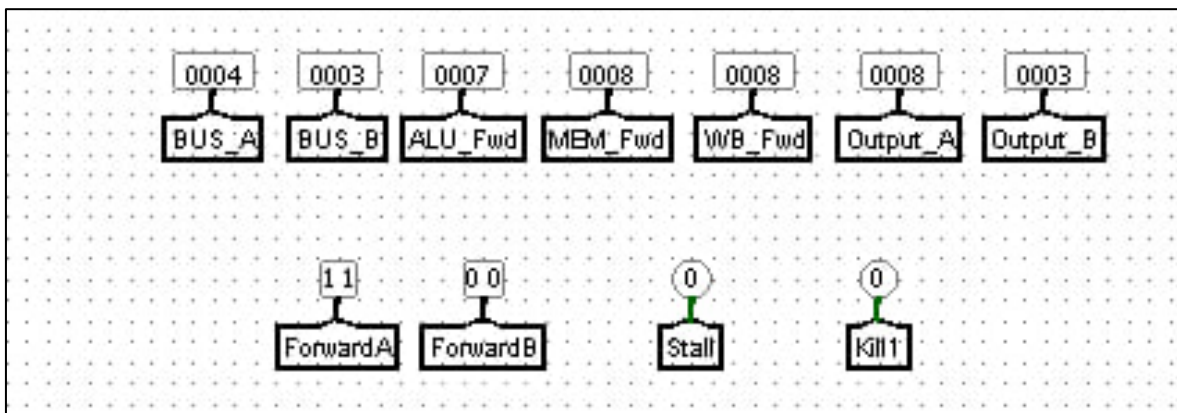 0004 0003 0007 0008 0008 0008 0003
BUS_A BUS_B ALU_Fwd MEM_Fwd WB_Fwd Output_A Output_B
1 1 0 0 0 0
ForwardA ForwardB Stall Kill1